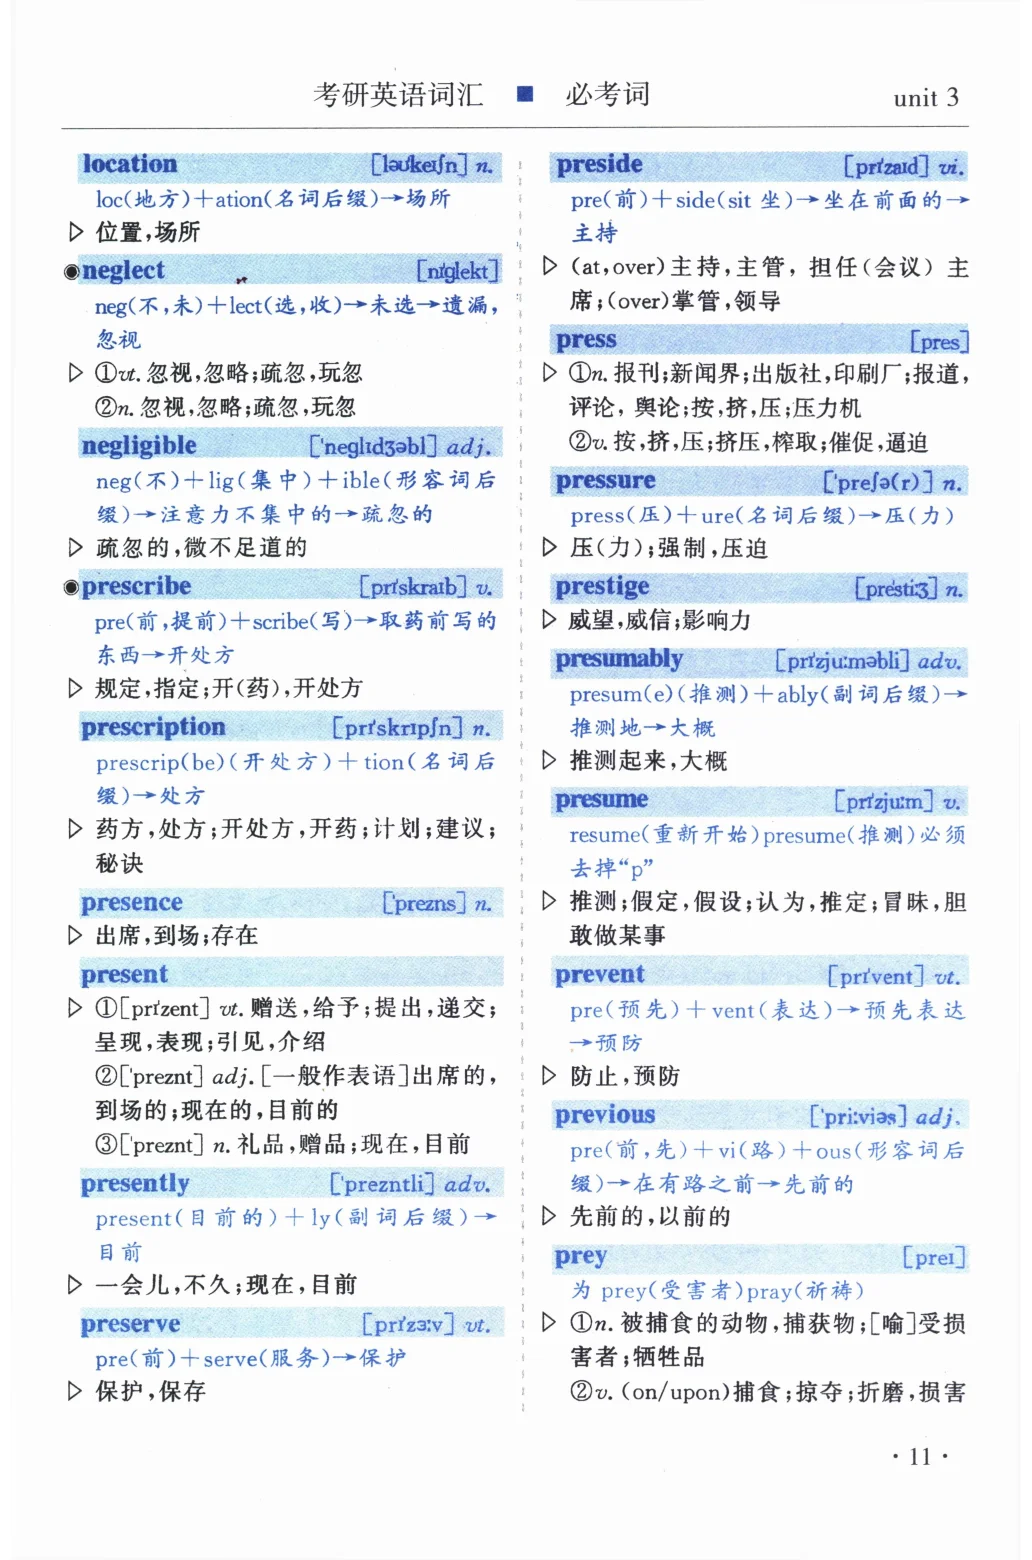 考研英语词汇 ■ 必考词 unit 3
location [ləʊˈkeɪʃn] n.
loc(地方)+ation(名词后缀)→场所
▷ 位置,场所
◉neglect [nɪˈglekt]
neg(不,未)+lect(选,收)→未选→遗漏,
忽视
▷ ①vt.忽视,忽略;疏忽,玩忽
②n.忽视,忽略;疏忽,玩忽
negligible [ˈneglɪdʒəbl] adj.
neg(不)+lig(集中)+ible(形容词后
缀)→注意力不集中的→疏忽的
▷ 疏忽的,微不足道的
◉prescribe [prɪˈskraɪb] v.
pre(前,提前)+scribe(写)→取药前写的
东西→开处方
▷ 规定,指定;开(药),开处方
prescription [prɪˈskrɪpʃn] n.
prescrip(be)(开处方)+tion(名词后
缀)→处方
▷ 药方,处方;开处方,开药;计划;建议;
秘诀
presence [ˈprezns] n.
▷ 出席,到场;存在
present
▷ ①[prɪˈzent] vt.赠送,给予;提出,递交;
呈现,表现;引见,介绍
②[ˈpreznt] adj.[一般作表语]出席的,
到场的;现在的,目前的
③[ˈpreznt] n.礼品,赠品;现在,目前
presently [ˈprezntli] adv.
present(目前的)+ly(副词后缀)→
目前
▷ 一会儿,不久;现在,目前
preserve [prɪˈzɜːv] vt.
pre(前)+serve(服务)→保护
▷ 保护,保存
preside [prɪˈzaɪd] vi.
pre(前)+side(sit 坐)→坐在前面的→
主持
▷ (at,over)主持,主管,担任(会议)主
席;(over)掌管,领导
press [pres]
▷ ①n.报刊;新闻界;出版社,印刷厂;报道,
评论,舆论;按,挤,压;压力机
②v.按,挤,压;挤压,榨取;催促,逼迫
pressure [ˈpreʃə(r)] n.
press(压)+ure(名词后缀)→压(力)
▷ 压(力);强制,压迫
prestige [preˈstiːʒ] n.
▷ 威望,威信;影响力
presumably [prɪˈzjuːməbli] adv.
presum(e)(推测)+ably(副词后缀)→
推测地→大概
▷ 推测起来,大概
presume [prɪˈzjuːm] v.
resume(重新开始)presume(推测)必须
去掉“p”
▷ 推测;假定,假设;认为,推定;冒昧,胆
敢做某事
prevent [prɪˈvent] vt.
pre(预先)+vent(表达)→预先表达
→预防
▷ 防止,预防
previous [ˈpriːviəs] adj.
pre(前,先)+vi(路)+ous(形容词后
缀)→在有路之前→先前的
▷ 先前的,以前的
prey [preɪ]
为 prey(受害者)pray(祈祷)
▷ ①n.被捕食的动物,捕获物;[喻]受损
害者;牺牲品
②v.(on/upon)捕食;掠夺;折磨,损害
·11·